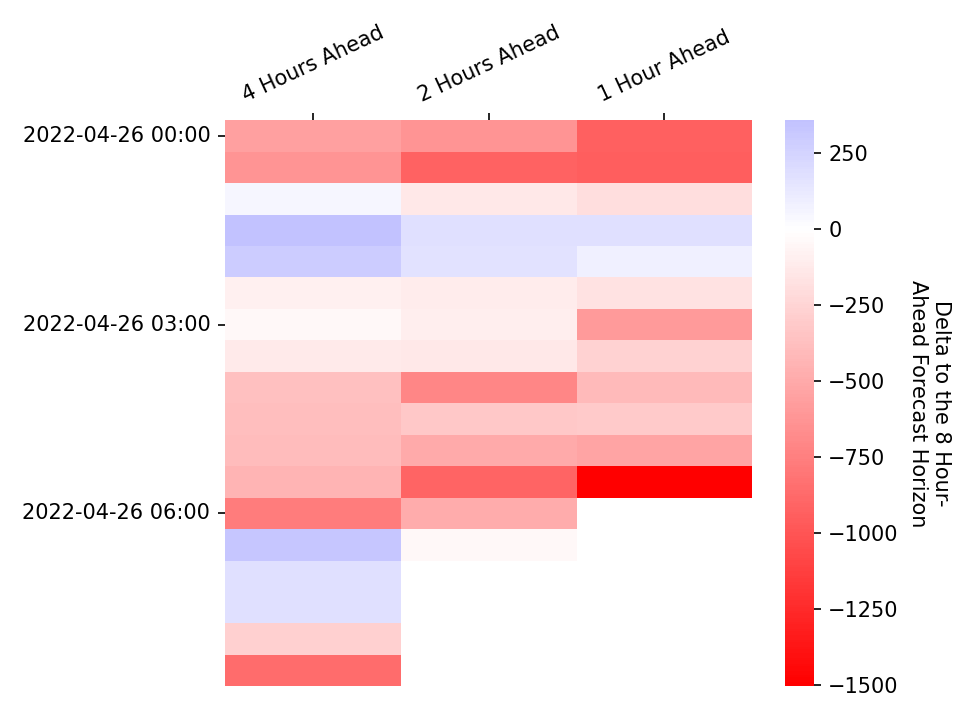 4 Hours Ahead
2 Hours Ahead
1 Hour Ahead
2022-04-26 00:00
2022-04-26 03:00
2022-04-26 06:00
250
0
−250
−500
−750
−1000
−1250
−1500
Delta to the 8 Hour-
Ahead Forecast Horizon